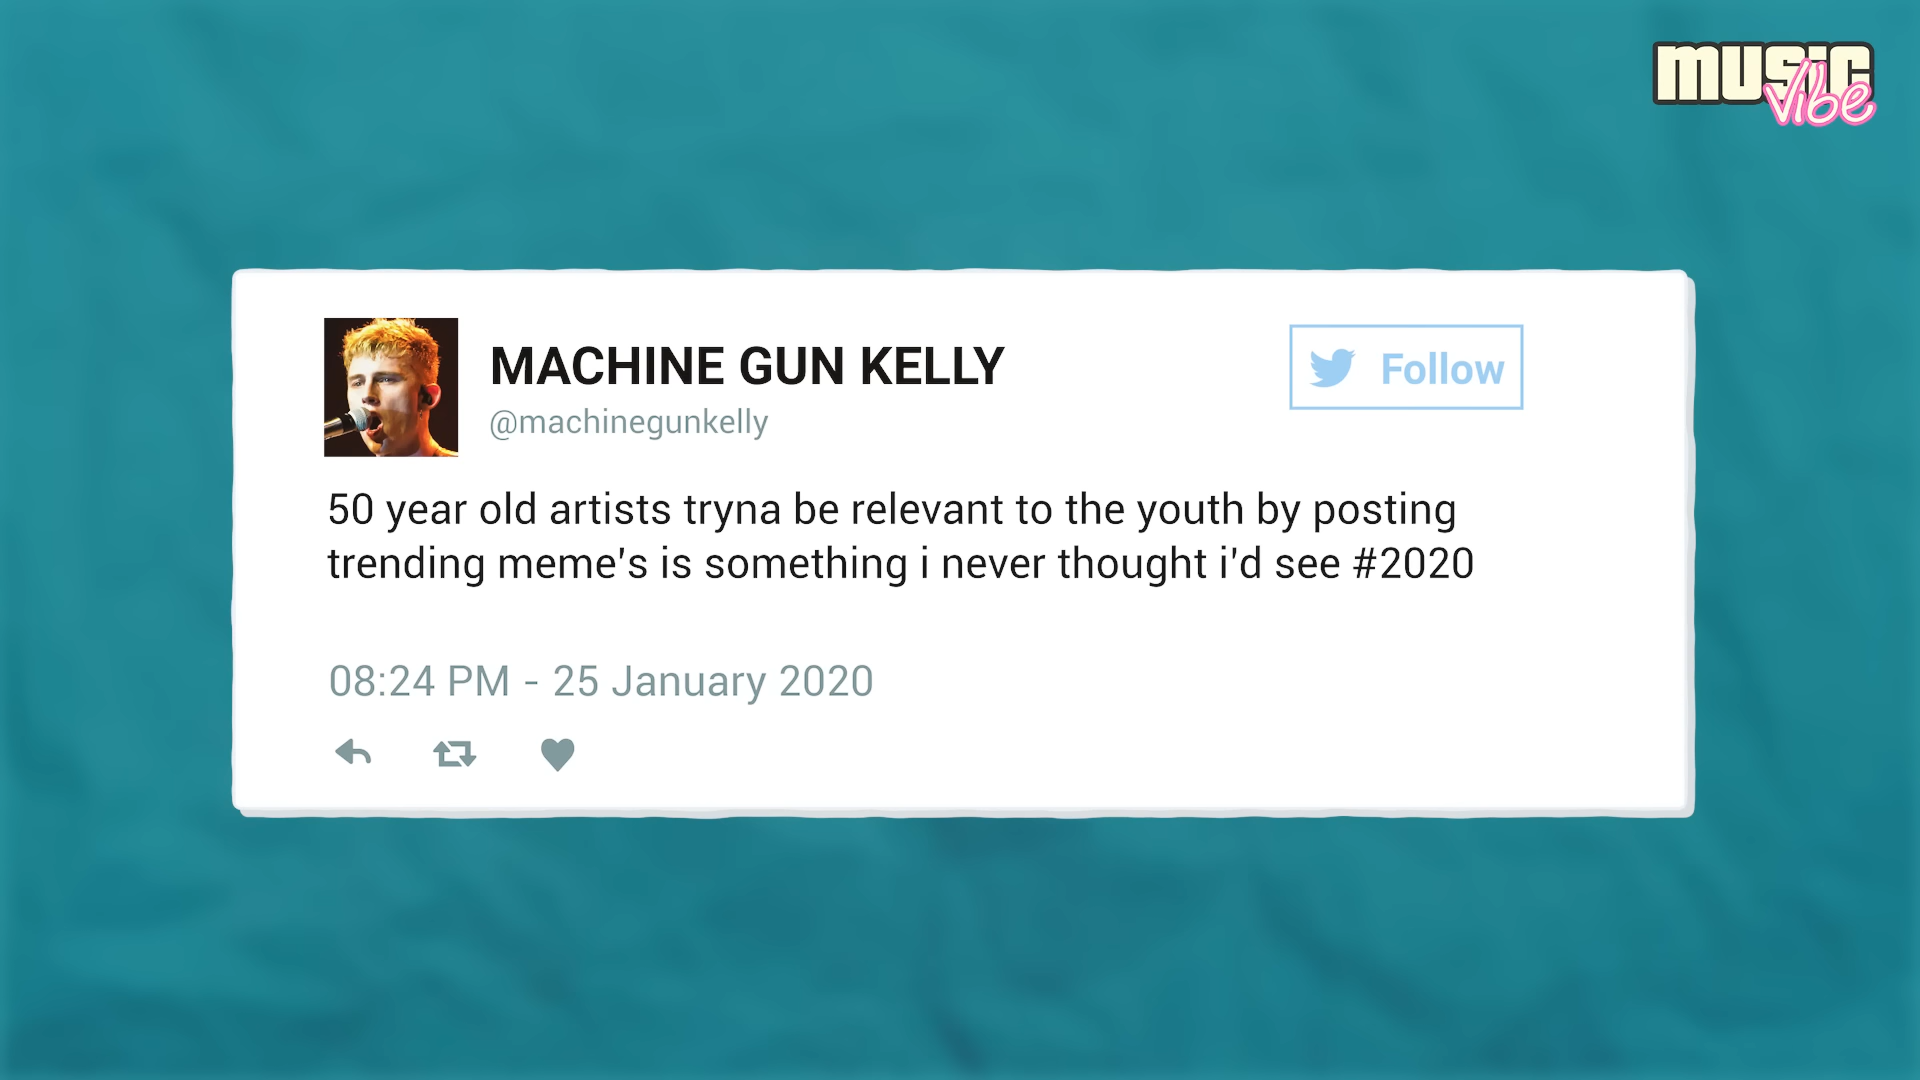 music
vibe
MACHINE GUN KELLY
@machinegunkelly
Follow
50 year old artists tryna be relevant to the youth by posting
trending meme's is something i never thought i'd see #2020
08:24 PM - 25 January 2020